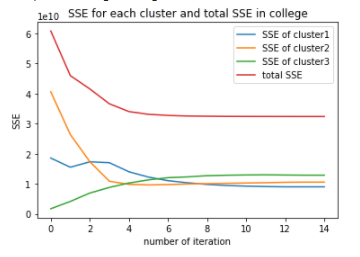 SSE for each cluster and total SSE in college
1e10
SSE of cluster1
SSE of cluster2
SSE of cluster3
total SSE
6
5
4
3
2
1
0
SSE
0 2 4 6 8 10 12 14
number of iteration